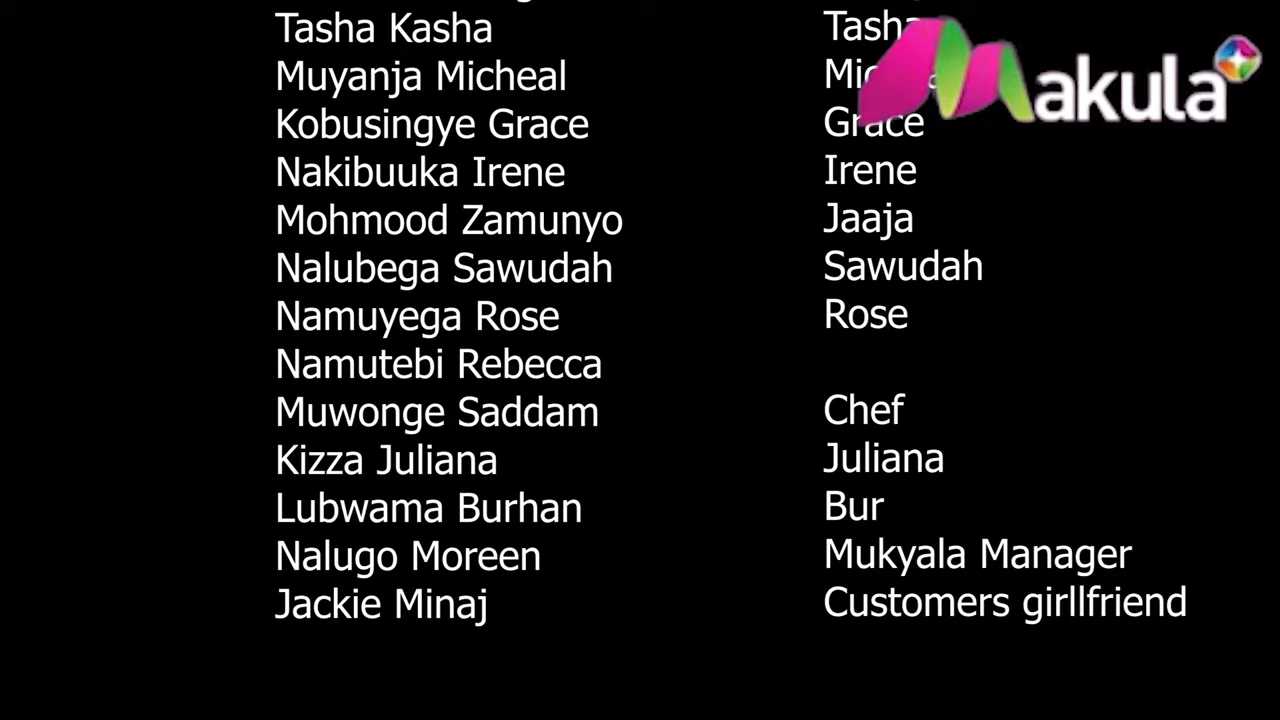 Tasha Kasha Tasha
Muyanja Micheal
Kobusingye Grace Grace
Nakibuuka Irene Irene
Mohmood Zamunyo Jaaja
Nalubega Sawudah Sawudah
Namuyega Rose Rose
Namutebi Rebecca
Muwonge Saddam Chef
Kizza Juliana Juliana
Lubwama Burhan Bur
Nalugo Moreen Mukyala Manager
Jackie Minaj Customers girllfriend
Makula